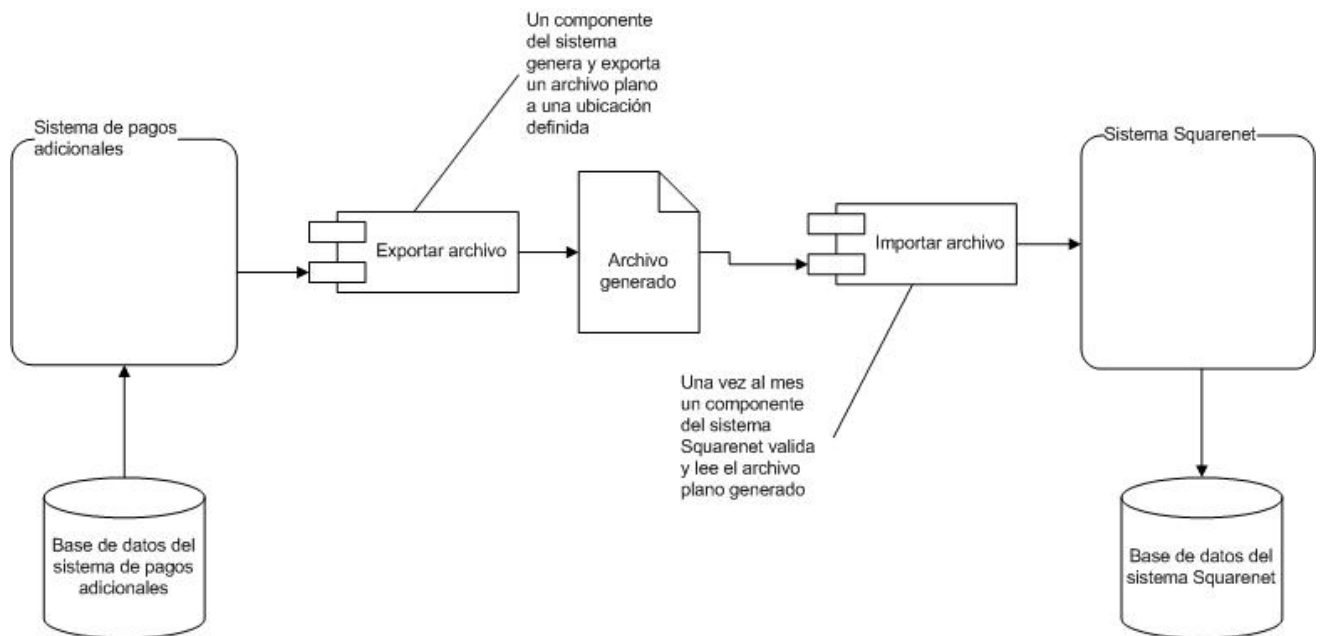 Un componente
del sistema
genera y exporta
un archivo plano
a una ubicación
definida
Sistema de pagos
adicionales
Sistema Squarenet
Exportar archivo
Archivo
generado
Importar archivo
Una vez al mes
un componente
del sistema
Squarenet valida
y lee el archivo
plano generado
Base de datos del
sistema de pagos
adicionales
Base de datos del
sistema Squarenet